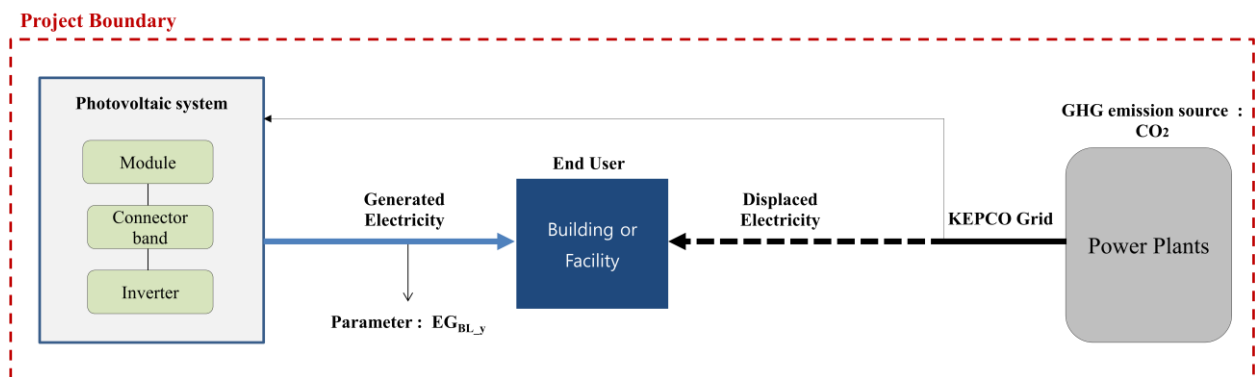 Project Boundary
Photovoltaic system
Module
Connector
band
Inverter
Generated
Electricity
Parameter : EG_BL_y
End User
Building or
Facility
Displaced
Electricity
KEPCO Grid
GHG emission source :
CO2
Power Plants